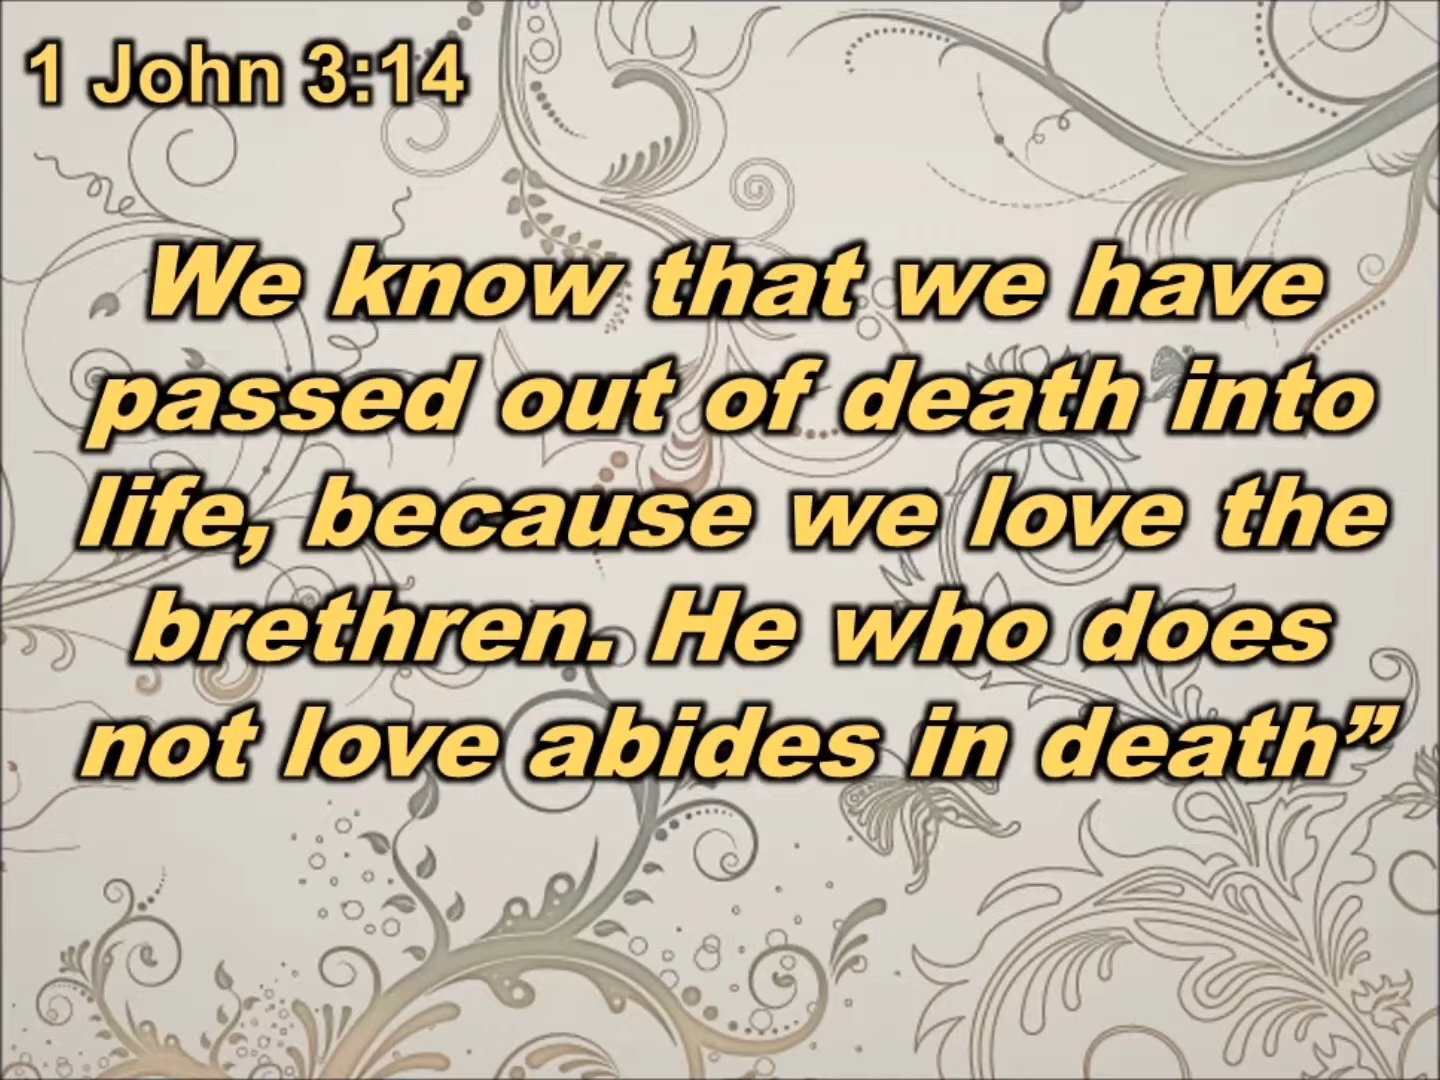 1 John 3:14
We know that we have
passed out of death into
life, because we love the
brethren. He who does
not love abides in death”